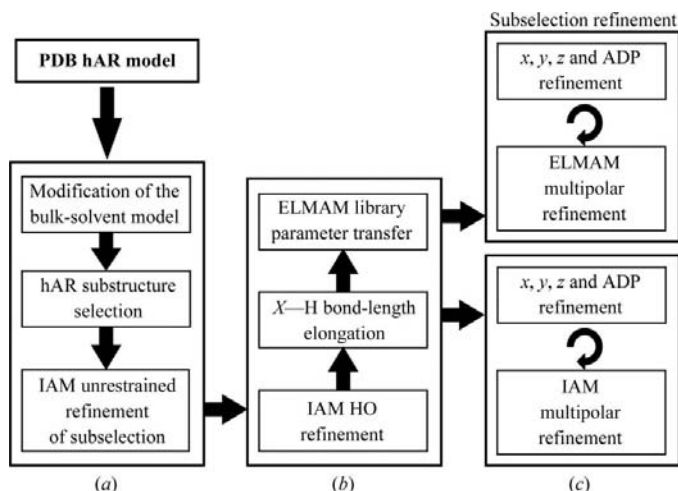 PDB hAR model
Modification of the
bulk-solvent model
hAR substructure
selection
IAM unrestrained
refinement
of subselection
(a)
ELMAM library
parameter transfer
X—H bond-length
elongation
IAM HO
refinement
(b)
Subselection refinement
x, y, z and ADP
refinement
ELMAM
multipolar
refinement
x, y, z and ADP
refinement
IAM
multipolar
refinement
(c)